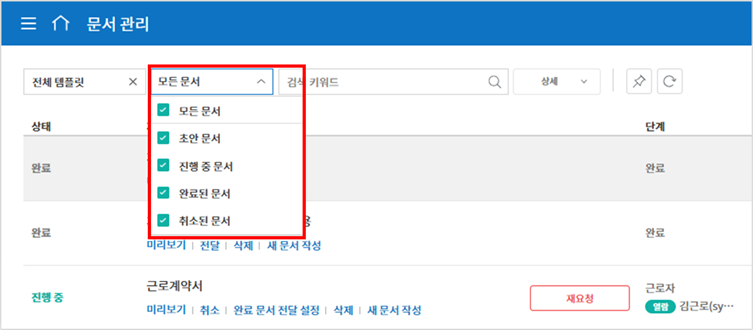 문서 관리
전체 템플릿 모든 문서 검색 키워드 상세
모든 문서
초안 문서
진행 중 문서
완료된 문서
취소된 문서
상태 단계
완료 완료
완료 용 완료
미리보기 전달 삭제 새 문서 작성
진행 중 근로계약서 재요청 근로자
열람 김근로(sy…
미리보기 취소 완료 문서 전달 설정 삭제 새 문서 작성